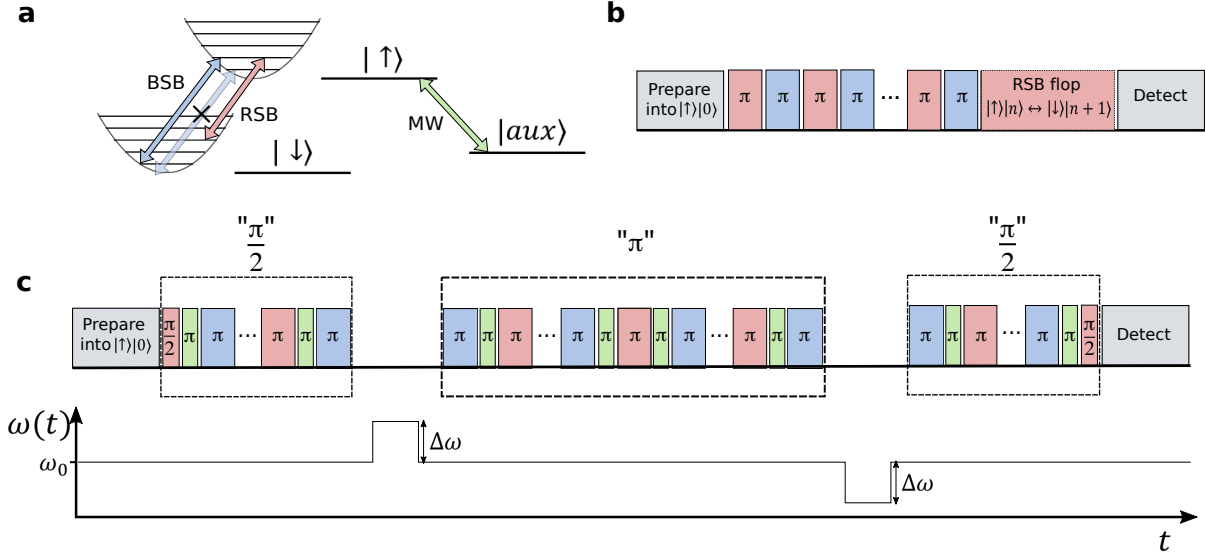 a
BSB
RSB
|↑⟩
|↓⟩
MW
|aux⟩
b
Prepare
into|↑⟩|0⟩
π π π π ... π π
RSB flop
|↑⟩|n⟩ ↔ |↓⟩|n + 1⟩
Detect
"π/2"
"π"
"π/2"
c
Prepare
into|↑⟩|0⟩
π/2 π π ... π π π
π π π ... π π π π π ... π π π
π π π ... π π π/2
Detect
ω(t)
ω₀
Δω
Δω
t